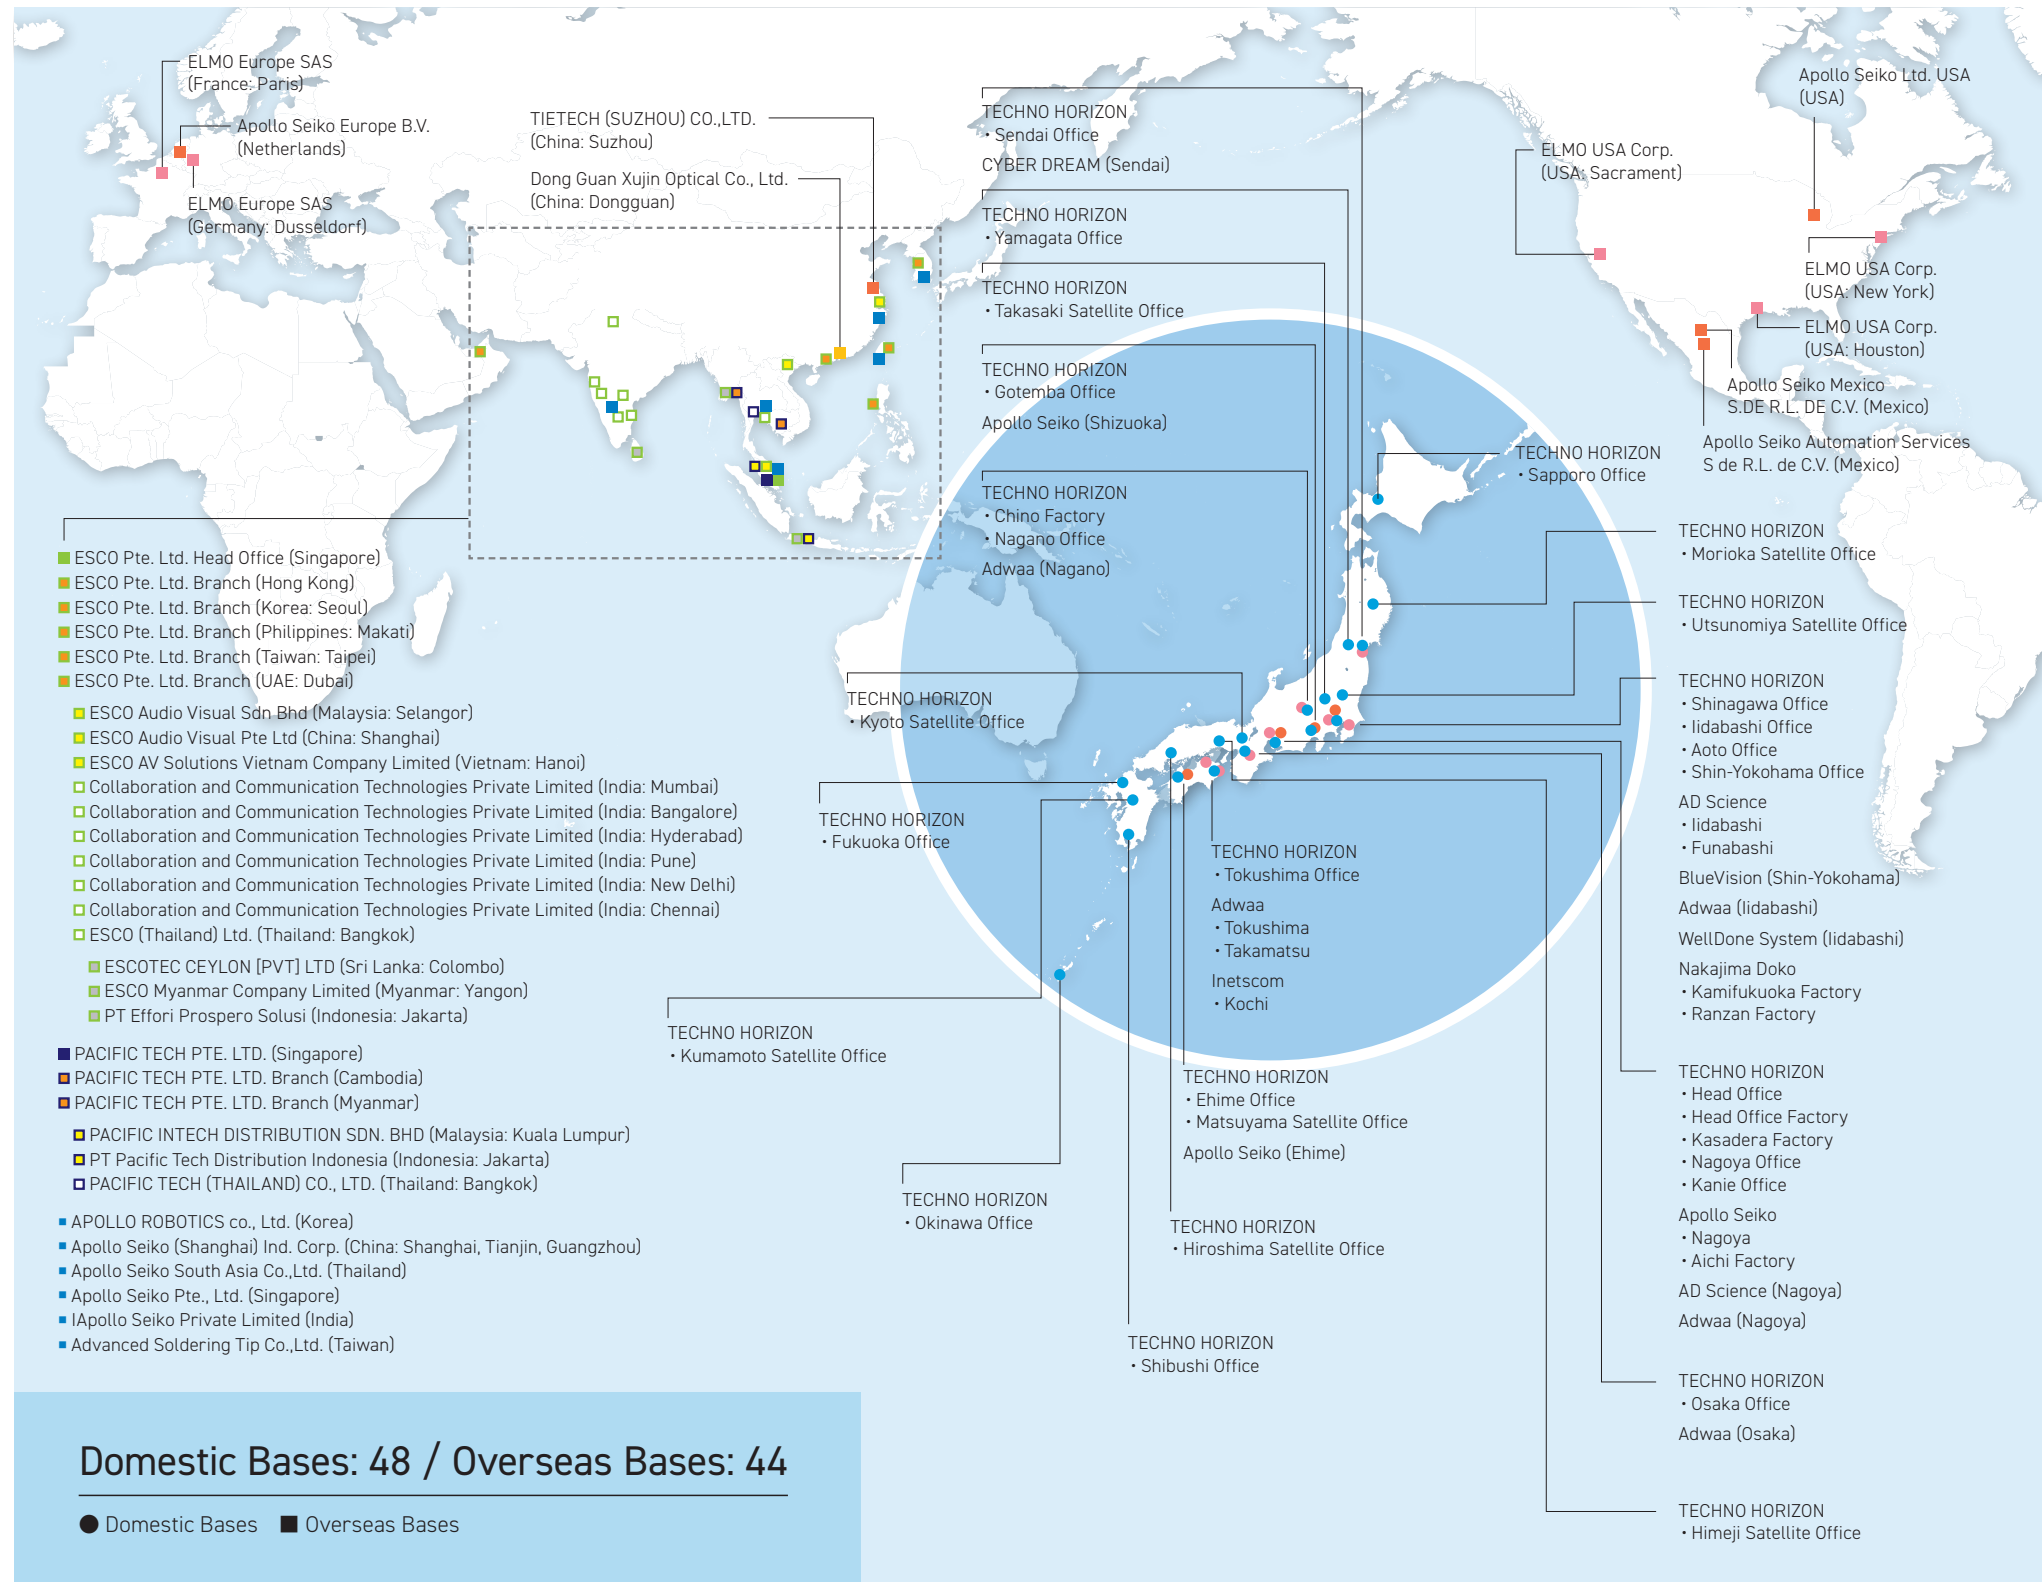 ELMO Europe SAS
(France: Paris)
Apollo Seiko Europe B.V.
(Netherlands)
ELMO Europe SAS
(Germany: Dusseldorf)
TIETECH (SUZHOU) CO.,LTD.
(China: Suzhou)
Dong Guan Xujin Optical Co., Ltd.
(China: Dongguan)
TECHNO HORIZON
・Sendai Office
CYBER DREAM (Sendai)
TECHNO HORIZON
・Yamagata Office
TECHNO HORIZON
・Takasaki Satellite Office
TECHNO HORIZON
・Gotemba Office
Apollo Seiko (Shizuoka)
TECHNO HORIZON
・Chino Factory
・Nagano Office
Adwaa (Nagano)
Apollo Seiko Ltd. USA
(USA)
ELMO USA Corp.
(USA: Sacrament)
ELMO USA Corp.
(USA: New York)
ELMO USA Corp.
(USA: Houston)
Apollo Seiko Mexico
S.DE R.L. DE C.V. (Mexico)
Apollo Seiko Automation Services
S de R.L. de C.V. (Mexico)
TECHNO HORIZON
・Sapporo Office
TECHNO HORIZON
・Morioka Satellite Office
TECHNO HORIZON
・Utsunomiya Satellite Office
TECHNO HORIZON
・Shinagawa Office
・Iidabashi Office
・Aoto Office
・Shin-Yokohama Office
AD Science
・Iidabashi
・Funabashi
BlueVision (Shin-Yokohama)
Adwaa (Iidabashi)
WellDone System (Iidabashi)
Nakajima Doko
・Kamifukuoka Factory
・Ranzan Factory
TECHNO HORIZON
・Head Office
・Head Office Factory
・Kasadera Factory
・Nagoya Office
・Kanie Office
Apollo Seiko
・Nagoya
・Aichi Factory
AD Science (Nagoya)
Adwaa (Nagoya)
TECHNO HORIZON
・Osaka Office
Adwaa (Osaka)
TECHNO HORIZON
・Himeji Satellite Office
TECHNO HORIZON
・Kyoto Satellite Office
TECHNO HORIZON
・Fukuoka Office
TECHNO HORIZON
・Tokushima Office
Adwaa
・Tokushima
・Takamatsu
Inetscom
・Kochi
TECHNO HORIZON
・Kumamoto Satellite Office
TECHNO HORIZON
・Ehime Office
・Matsuyama Satellite Office
Apollo Seiko (Ehime)
TECHNO HORIZON
・Okinawa Office
TECHNO HORIZON
・Hiroshima Satellite Office
TECHNO HORIZON
・Shibushi Office
ESCO Pte. Ltd. Head Office (Singapore)
ESCO Pte. Ltd. Branch (Hong Kong)
ESCO Pte. Ltd. Branch (Korea: Seoul)
ESCO Pte. Ltd. Branch (Philippines: Makati)
ESCO Pte. Ltd. Branch (Taiwan: Taipei)
ESCO Pte. Ltd. Branch (UAE: Dubai)
ESCO Audio Visual Sdn Bhd (Malaysia: Selangor)
ESCO Audio Visual Pte Ltd (China: Shanghai)
ESCO AV Solutions Vietnam Company Limited (Vietnam: Hanoi)
Collaboration and Communication Technologies Private Limited (India: Mumbai)
Collaboration and Communication Technologies Private Limited (India: Bangalore)
Collaboration and Communication Technologies Private Limited (India: Hyderabad)
Collaboration and Communication Technologies Private Limited (India: Pune)
Collaboration and Communication Technologies Private Limited (India: New Delhi)
Collaboration and Communication Technologies Private Limited (India: Chennai)
ESCO (Thailand) Ltd. (Thailand: Bangkok)
ESCOTEC CEYLON [PVT] LTD (Sri Lanka: Colombo)
ESCO Myanmar Company Limited (Myanmar: Yangon)
PT Effori Prospero Solusi (Indonesia: Jakarta)
PACIFIC TECH PTE. LTD. (Singapore)
PACIFIC TECH PTE. LTD. Branch (Cambodia)
PACIFIC TECH PTE. LTD. Branch (Myanmar)
PACIFIC INTECH DISTRIBUTION SDN. BHD (Malaysia: Kuala Lumpur)
PT Pacific Tech Distribution Indonesia (Indonesia: Jakarta)
PACIFIC TECH (THAILAND) CO., LTD. (Thailand: Bangkok)
APOLLO ROBOTICS co., Ltd. (Korea)
Apollo Seiko (Shanghai) Ind. Corp. (China: Shanghai, Tianjin, Guangzhou)
Apollo Seiko South Asia Co.,Ltd. (Thailand)
Apollo Seiko Pte., Ltd. (Singapore)
IApollo Seiko Private Limited (India)
Advanced Soldering Tip Co.,Ltd. (Taiwan)
Domestic Bases: 48 / Overseas Bases: 44
Domestic Bases
Overseas Bases